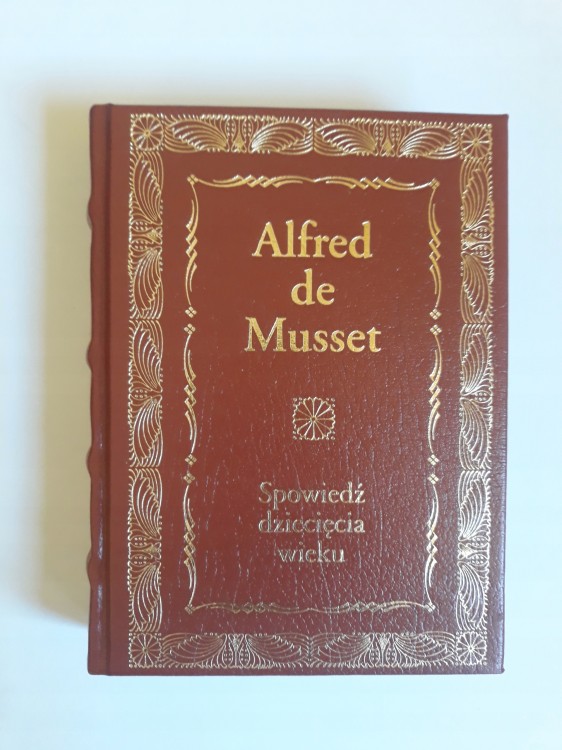 Alfred
de
Musset
Spowiedź
dziecięcia
wieku